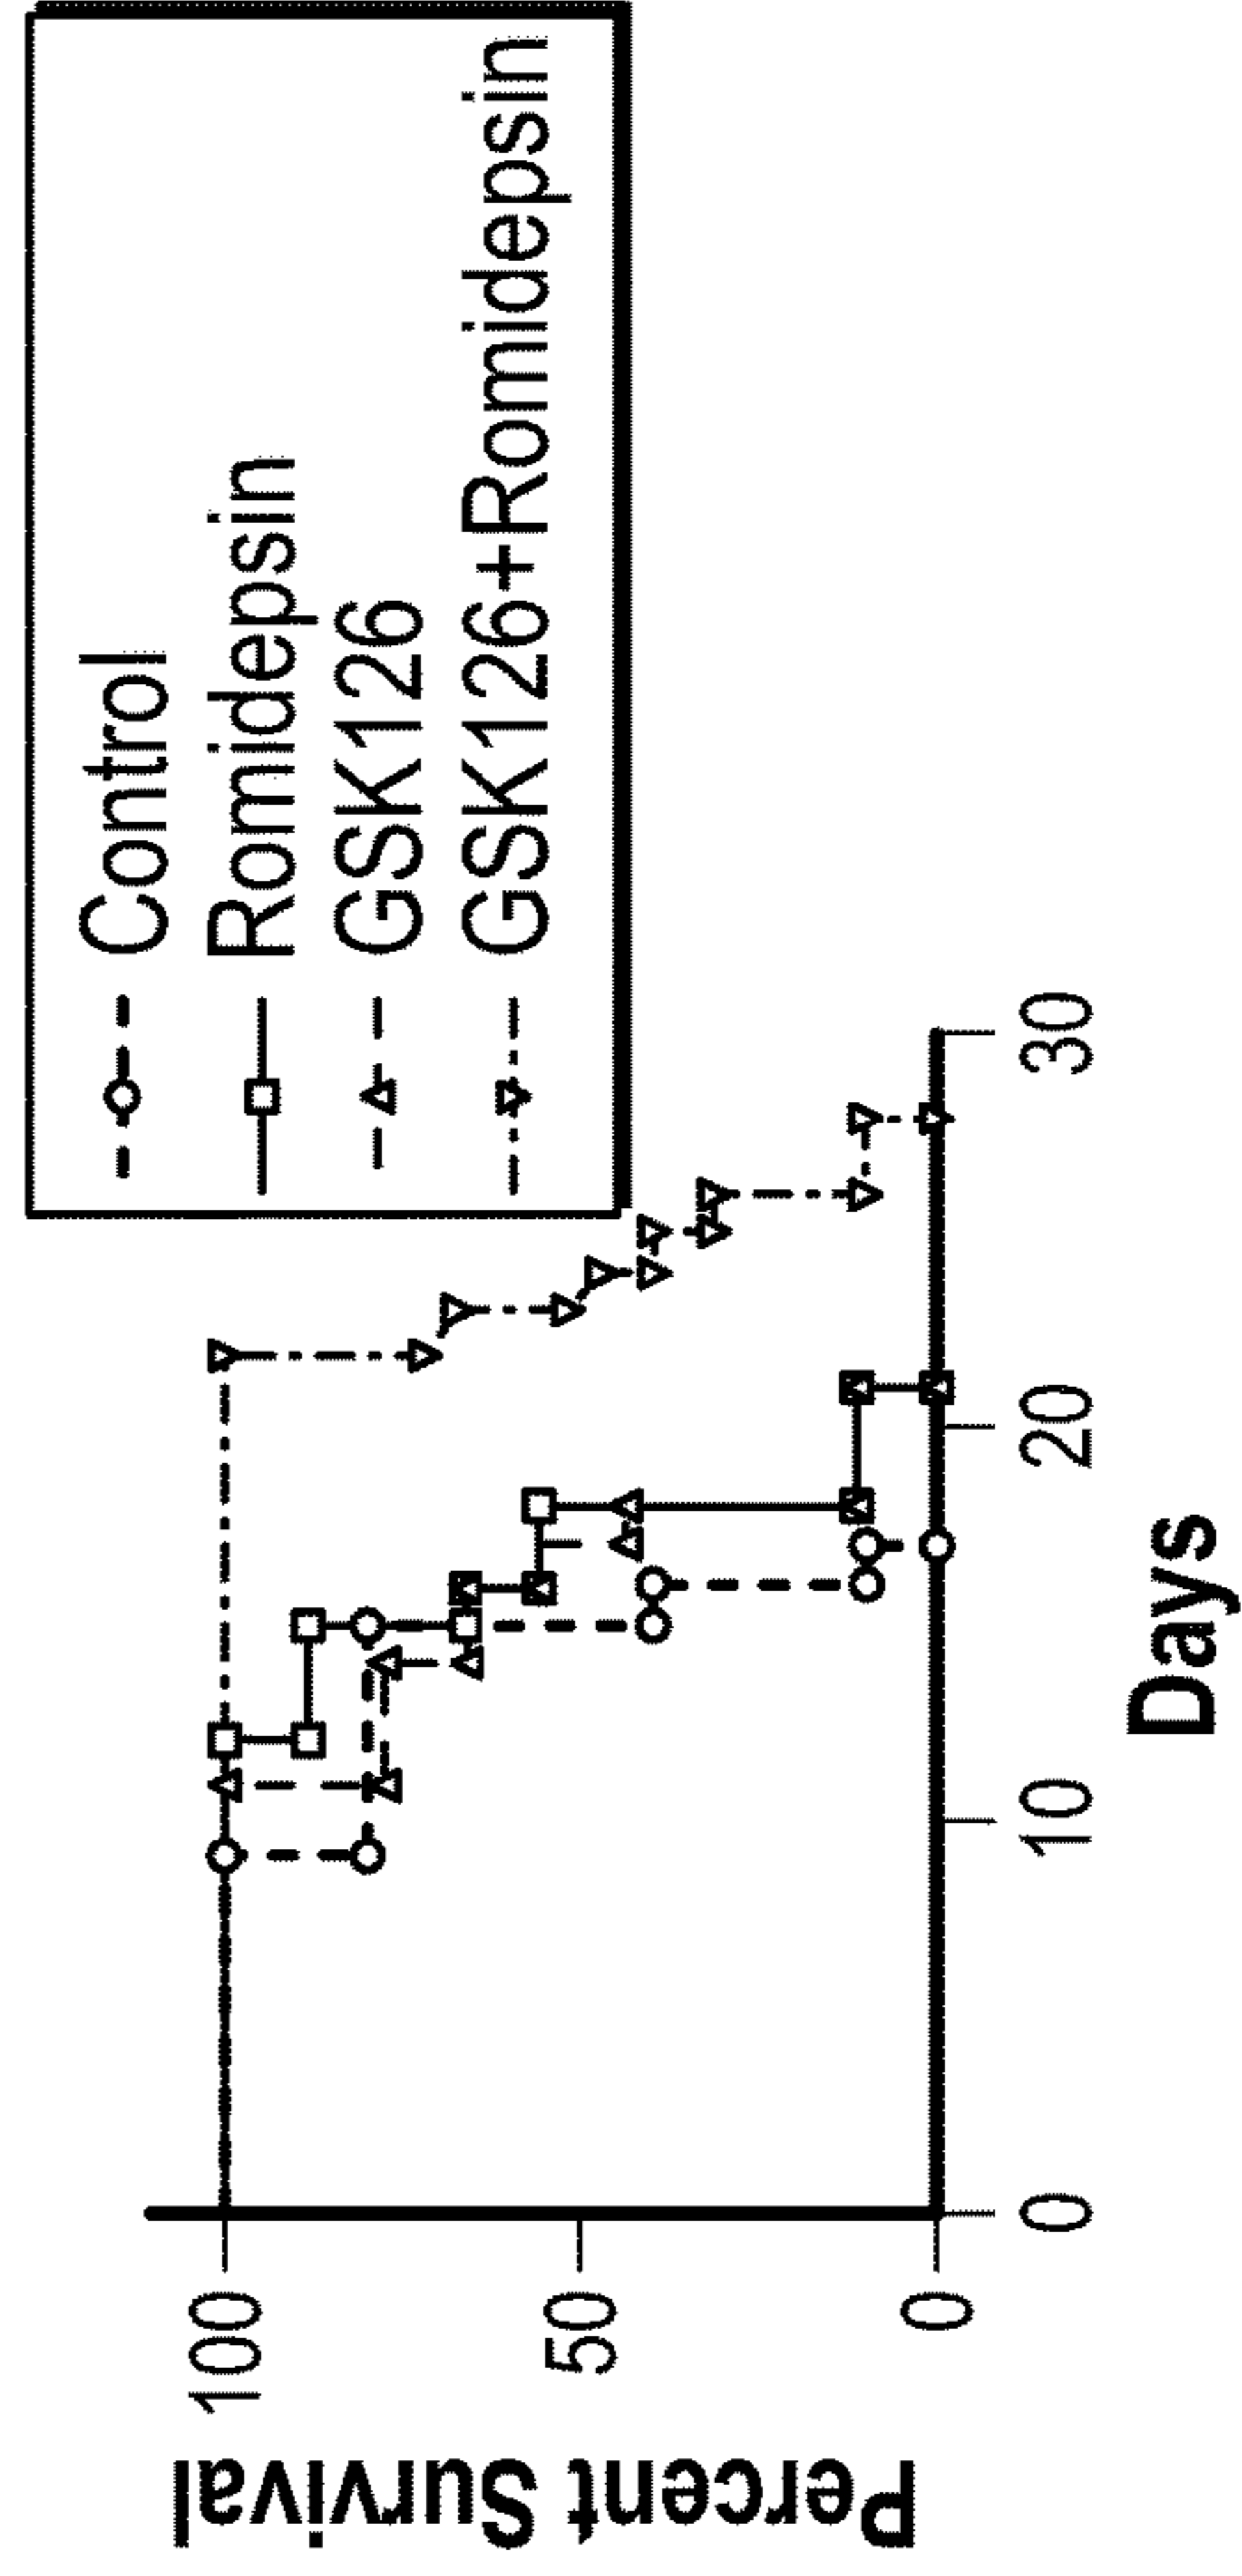 Control
Romidepsin
GSK126
GSK126+Romidepsin
Percent Survival
100
50
0
0
10
20
30
Days